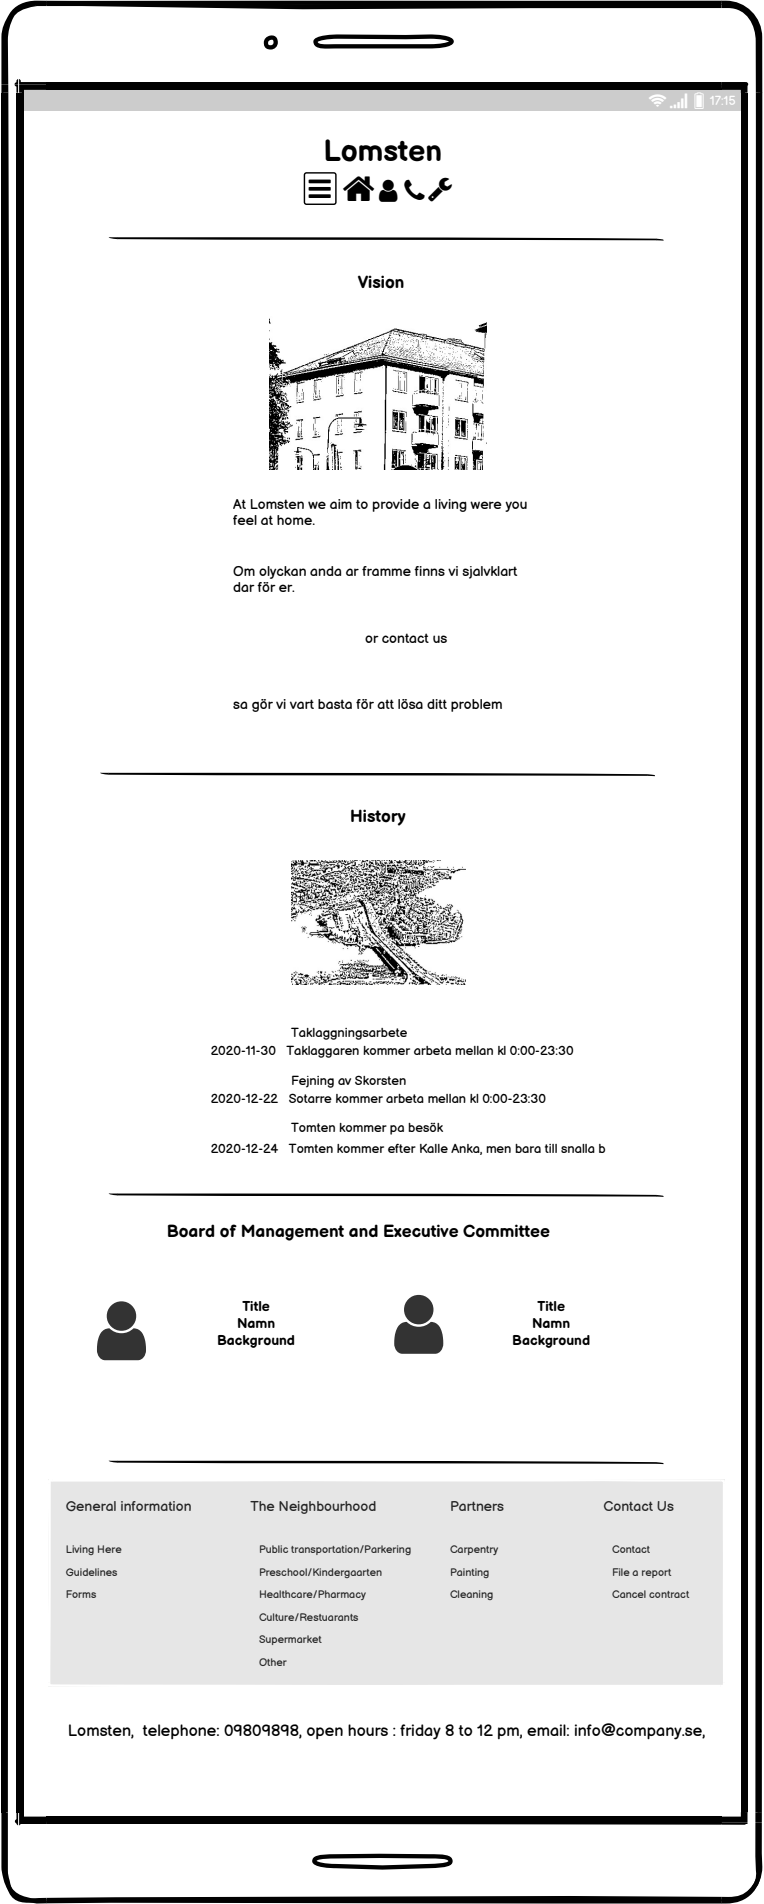 17:15
Lomsten
Vision
At Lomsten we aim to provide a living were you
feel at home.
Om olyckan anda ar framme finns vi sjalvklart
dar för er.
or contact us
sa gör vi vart basta för att lösa ditt problem
History
Taklaggningsarbete
2020-11-30 Taklaggaren kommer arbeta mellan kl 0:00-23:30
Fejning av Skorsten
2020-12-22 Sotarre kommer arbeta mellan kl 0:00-23:30
Tomten kommer pa besök
2020-12-24 Tomten kommer efter Kalle Anka, men bara till snalla b
Board of Management and Executive Committee
Title
Namn
Background
Title
Namn
Background
General information
Living Here
Guidelines
Forms
The Neighbourhood
Public transportation/Parkering
Preschool/Kindergaarten
Healthcare/Pharmacy
Culture/Restuarants
Supermarket
Other
Partners
Carpentry
Painting
Cleaning
Contact Us
Contact
File a report
Cancel contract
Lomsten, telephone: 09809898, open hours : friday 8 to 12 pm, email: info@company.se,